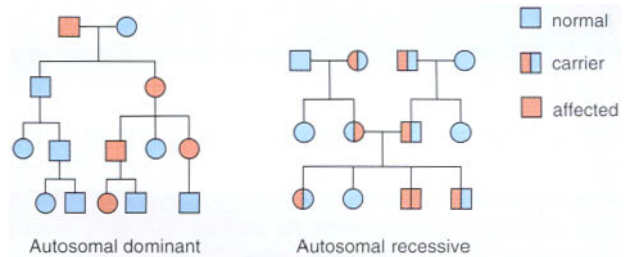 normal
carrier
affected
Autosomal dominant
Autosomal recessive